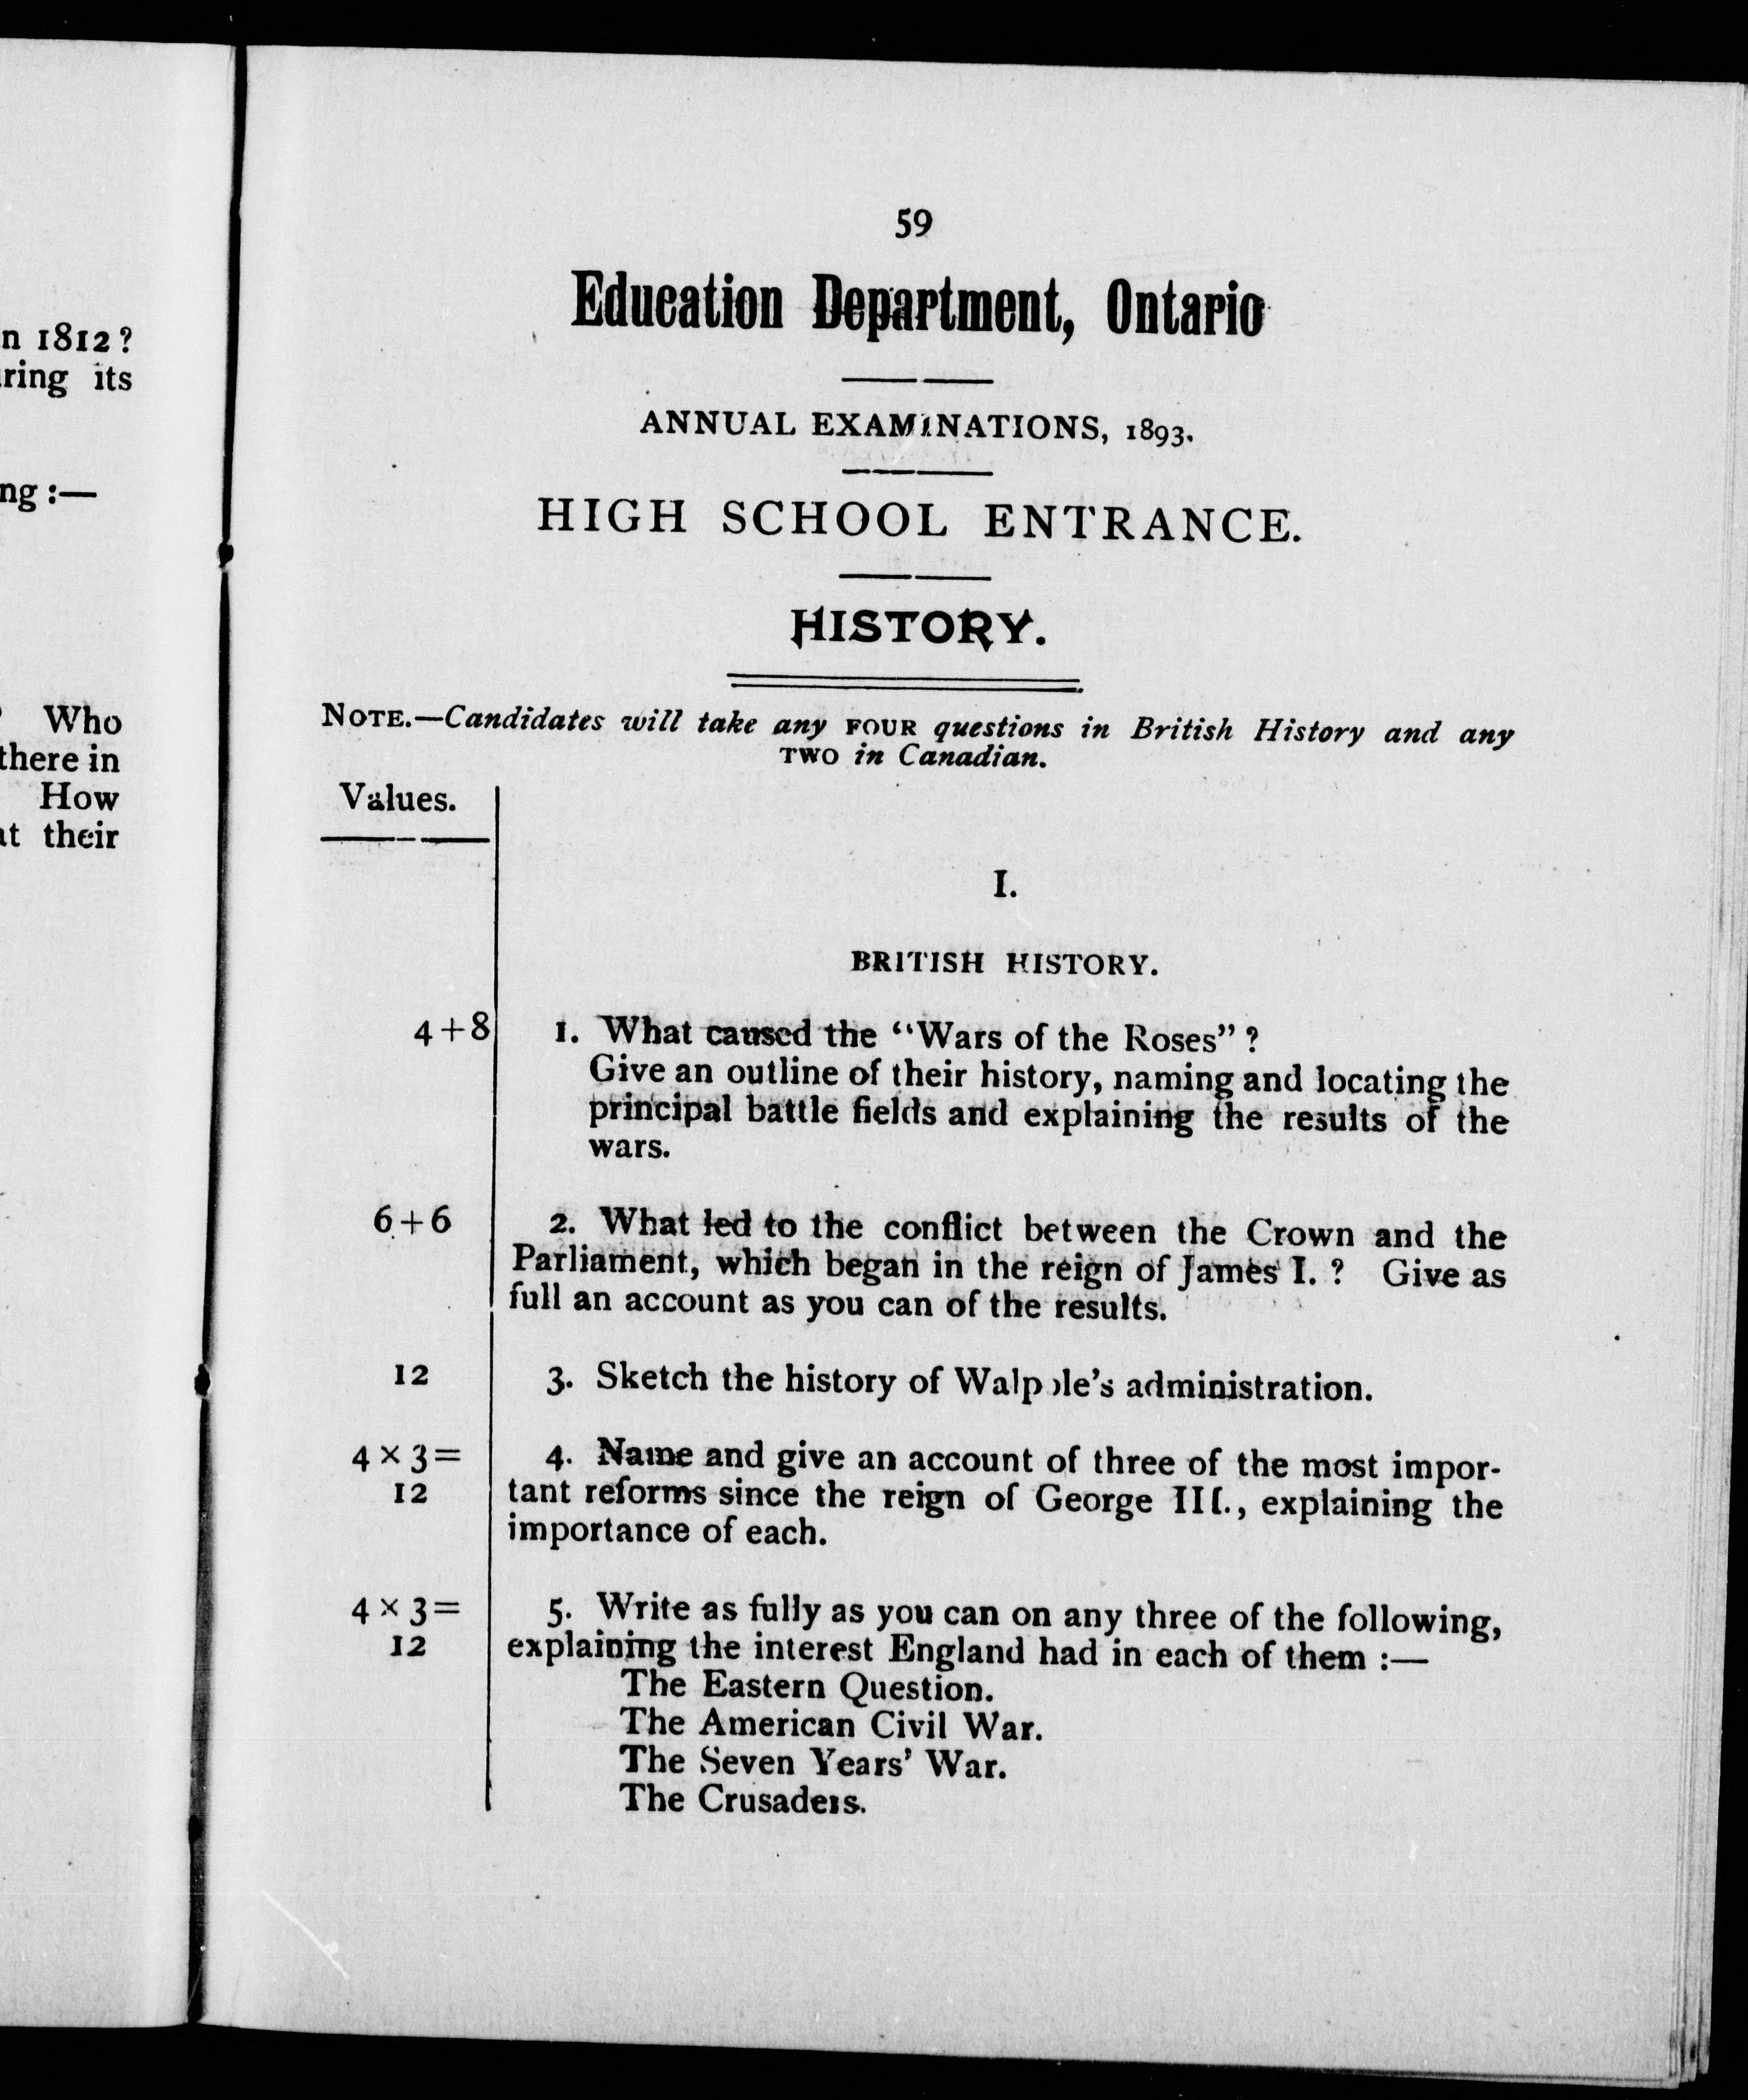 n 1812?
ring its
ng :—
Who
there in
How
at their
59
Education Department, Ontario
ANNUAL EXAMINATIONS, 1893.
HIGH SCHOOL ENTRANCE.
HISTORY.
NOTE.—Candidates will take any FOUR questions in British History and any
TWO in Canadian.
Values.
I.
BRITISH HISTORY.
4+8 1. What caused the "Wars of the Roses" ?
Give an outline of their history, naming and locating the
principal battle fields and explaining the results of the
wars.
6+6 2. What led to the conflict between the Crown and the
Parliament, which began in the reign of James I. ? Give as
full an account as you can of the results.
12 3. Sketch the history of Walpole's administration.
4 × 3= 4. Name and give an account of three of the most impor-
12 tant reforms since the reign of George III., explaining the
importance of each.
4 × 3= 5. Write as fully as you can on any three of the following,
12 explaining the interest England had in each of them :—
The Eastern Question.
The American Civil War.
The Seven Years' War.
The Crusaders.